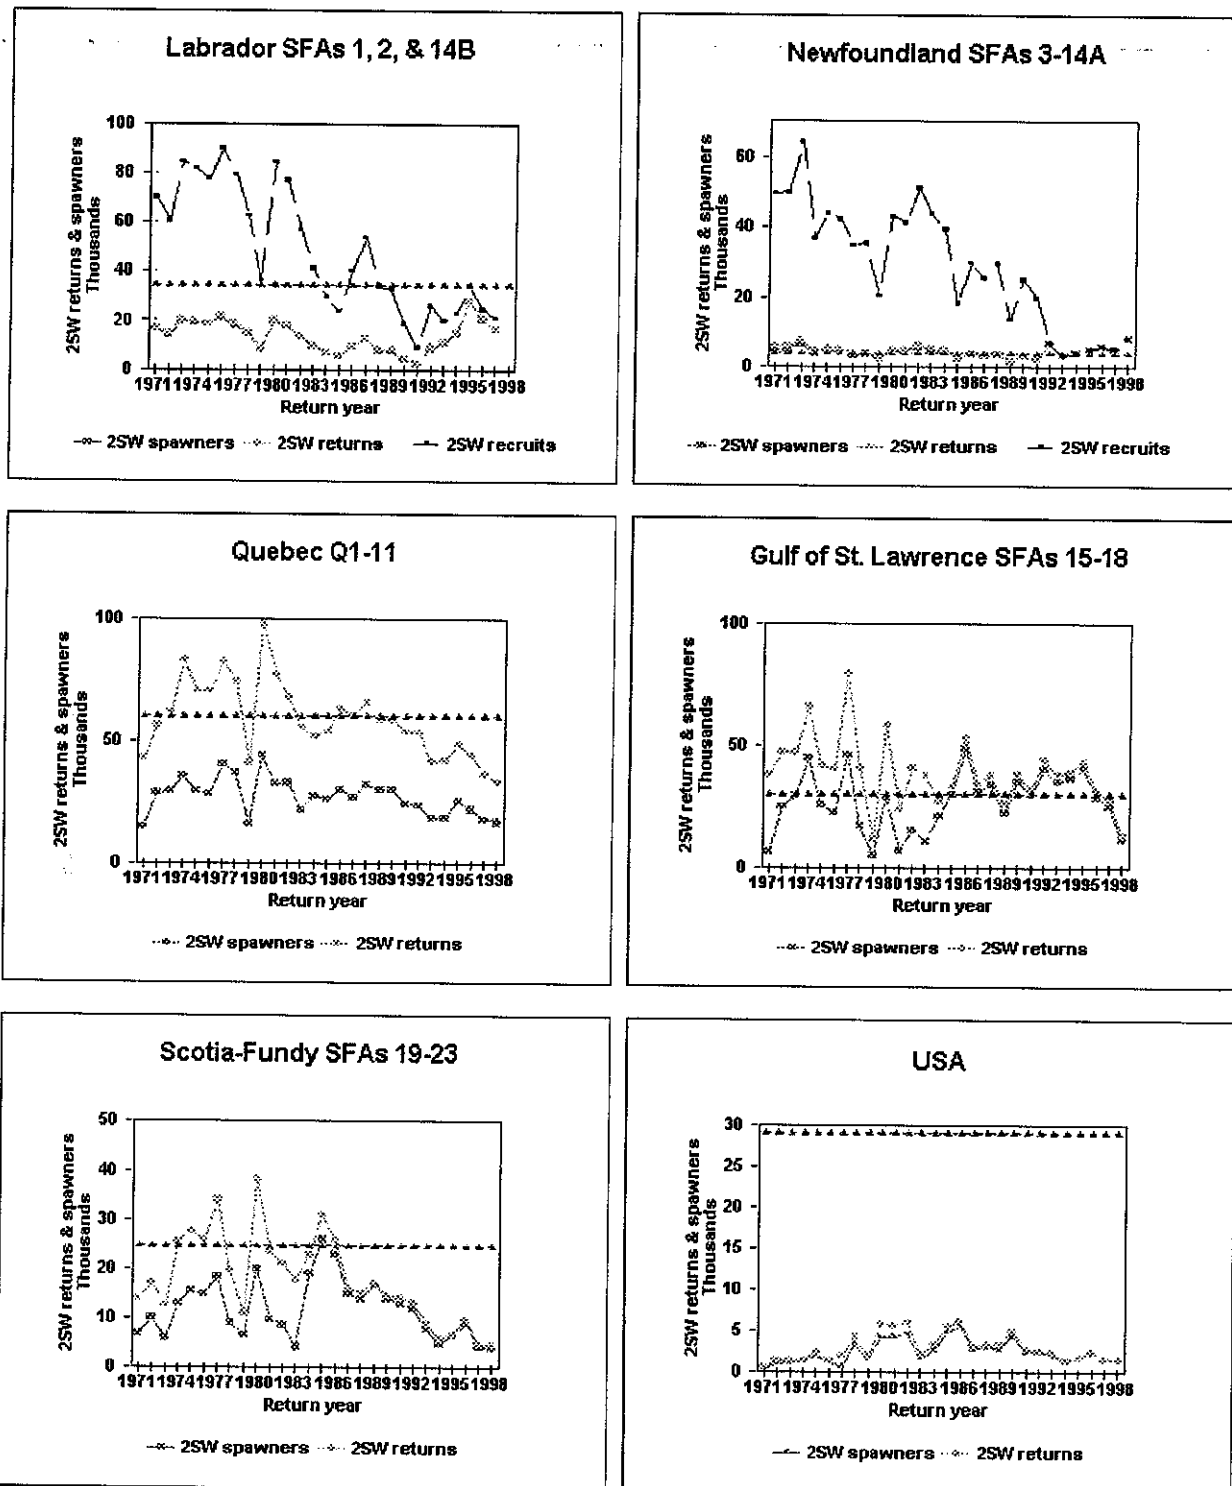 Labrador SFAs 1, 2, & 14B
2SW returns & spawners
Thousands
100
80
60
40
20
0
1971 1974 1977 1980 1983 1986 1989 1992 1995 1998
Return year
2SW spawners 2SW returns 2SW recruits
Newfoundland SFAs 3-14A
2SW returns & spawners
Thousands
60
40
20
0
1971 1974 1977 1980 1983 1986 1989 1992 1995 1998
Return year
2SW spawners 2SW returns 2SW recruits
Quebec Q1-11
2SW returns & spawners
Thousands
100
50
0
1971 1974 1977 1980 1983 1986 1989 1992 1995 1998
Return year
2SW spawners 2SW returns
Gulf of St. Lawrence SFAs 15-18
2SW returns & spawners
Thousands
100
50
0
1971 1974 1977 1980 1983 1986 1989 1992 1995 1998
Return year
2SW spawners 2SW returns
Scotia-Fundy SFAs 19-23
2SW returns & spawners
Thousands
50
40
30
20
10
0
1971 1974 1977 1980 1983 1986 1989 1992 1995 1998
Return year
2SW spawners 2SW returns
USA
2SW returns & spawners
Thousands
30
25
20
15
10
5
0
1971 1974 1977 1980 1983 1986 1989 1992 1995 1998
Return year
2SW spawners 2SW returns